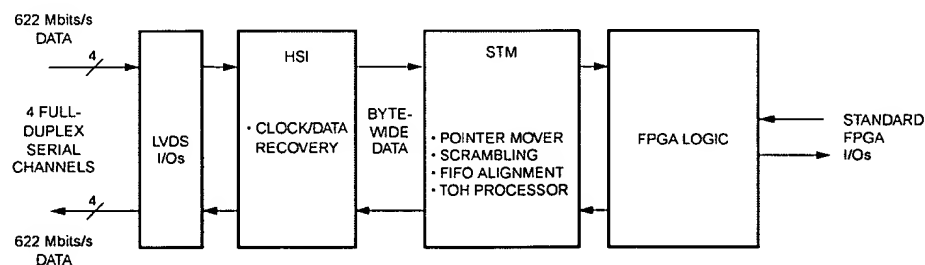 622 Mbits/s
DATA
4
4 FULL-
DUPLEX
SERIAL
CHANNELS
4
622 Mbits/s
DATA
LVDS
I/Os
HSI
• CLOCK/DATA
RECOVERY
BYTE-
WIDE
DATA
STM
• POINTER MOVER
• SCRAMBLING
• FIFO ALIGNMENT
• TOH PROCESSOR
FPGA LOGIC
STANDARD
FPGA
I/Os